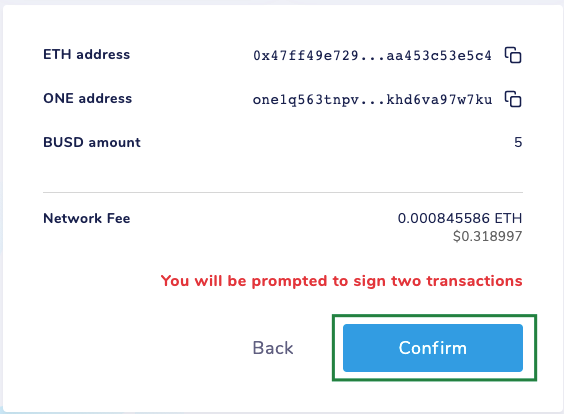 ETH address 0x47ff49e729...aa453c53e5c4
ONE address one1q563tnpv...khd6va97w7ku
BUSD amount 5
Network Fee 0.000845586 ETH
$0.318997
You will be prompted to sign two transactions
Back Confirm